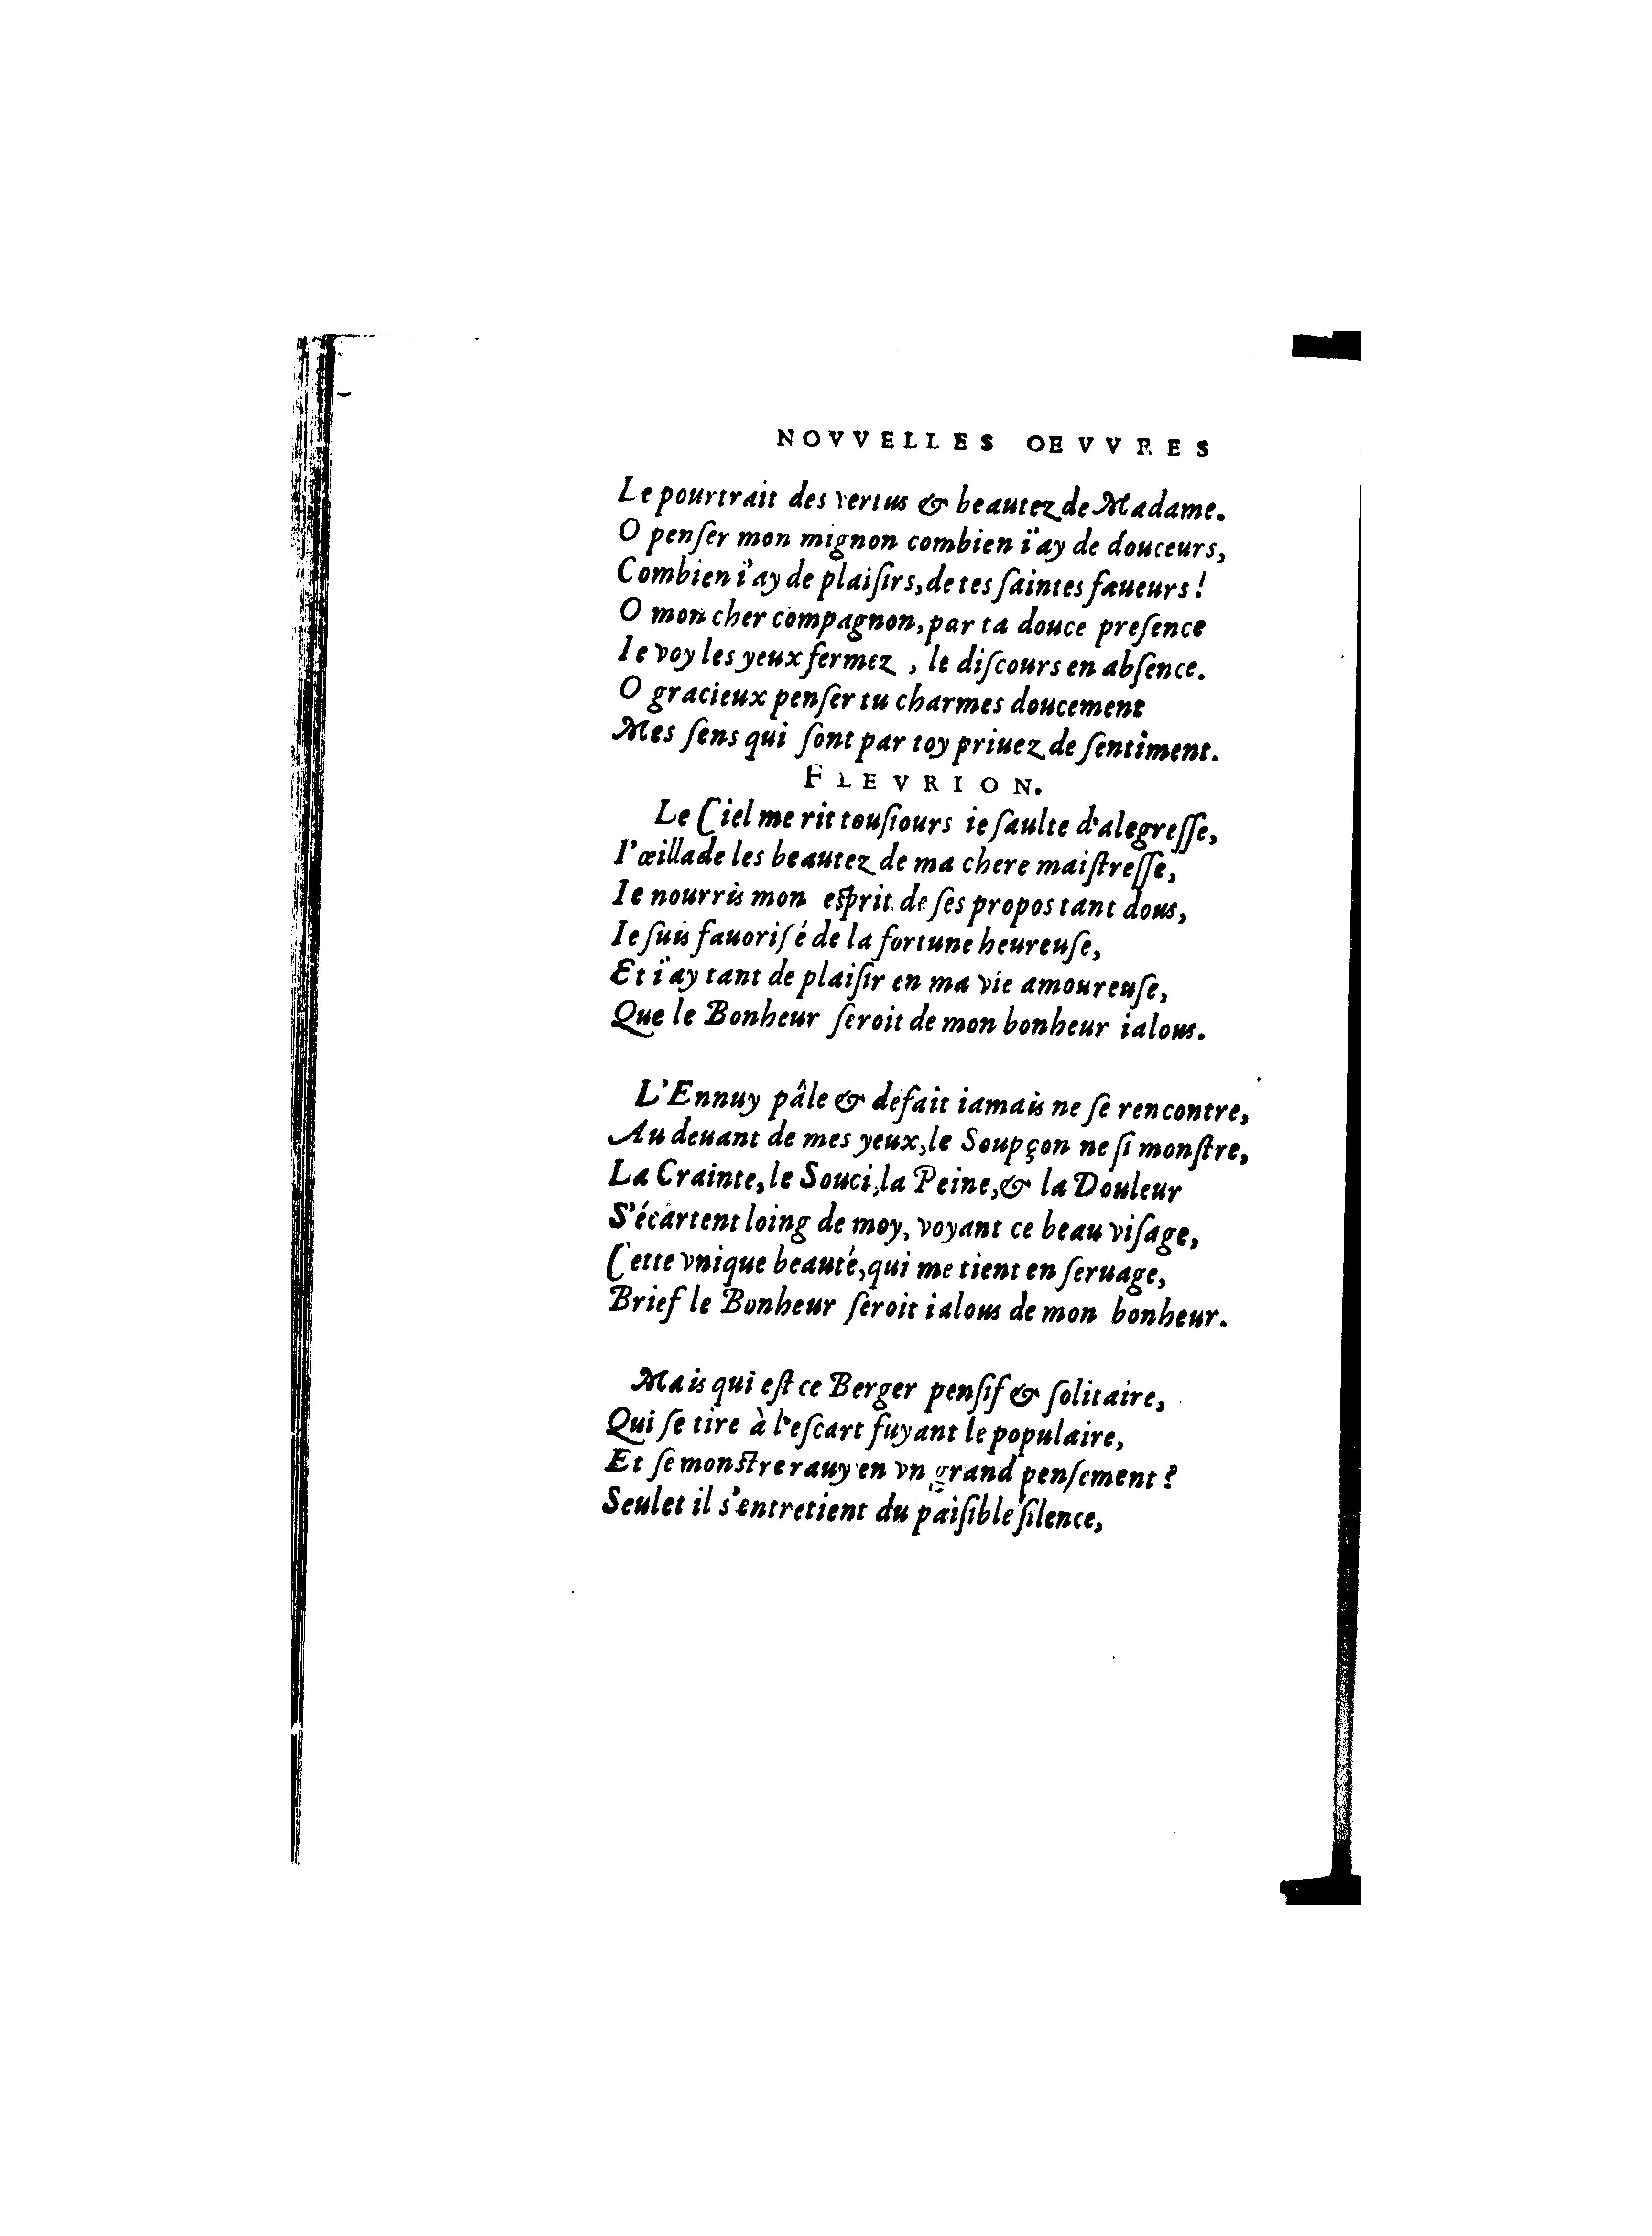 NOVVELLES OEVVRES
Le pourtrait des vertus & beautez de Madame.
O penſer mon mignon combien i'ay de douceurs,
Combien i'ay de plaiſirs, de tes ſaintes faueurs!
O mon cher compagnon, par ta douce preſence
Ie voy les yeux fermez, le diſcours en abſence.
O gracieux penſer tu charmes doucement
Mes ſens qui ſont par toy priuez de ſentiment.
FLEVRION.
Le Ciel me rit touſiours ie ſaulte d'alegreſſe,
I'œillade les beautez de ma chere maiſtreſſe,
Ie nourris mon eſprit de ſes propos tant dous,
Ie ſuis fauoriſé de la fortune heureuſe,
Et i'ay tant de plaiſir en ma vie amoureuſe,
Que le Bonheur ſeroit de mon bonheur ialous.
L'Ennuy pâle & defait iamais ne ſe rencontre,
Au deuant de mes yeux, le Soupçon ne ſi monſtre,
La Crainte, le Souci, la Peine, & la Douleur
S'écartent loing de moy, voyant ce beau viſage,
Cette vnique beauté, qui me tient en ſeruage,
Brief le Bonheur ſeroit ialous de mon bonheur.
Mais qui eſt ce Berger penſif & ſolitaire,
Qui ſe tire à l'eſcart fuyant le populaire,
Et ſe monſtre rauy en vn grand penſement?
Seulet il s'entretient du paiſible ſilence,